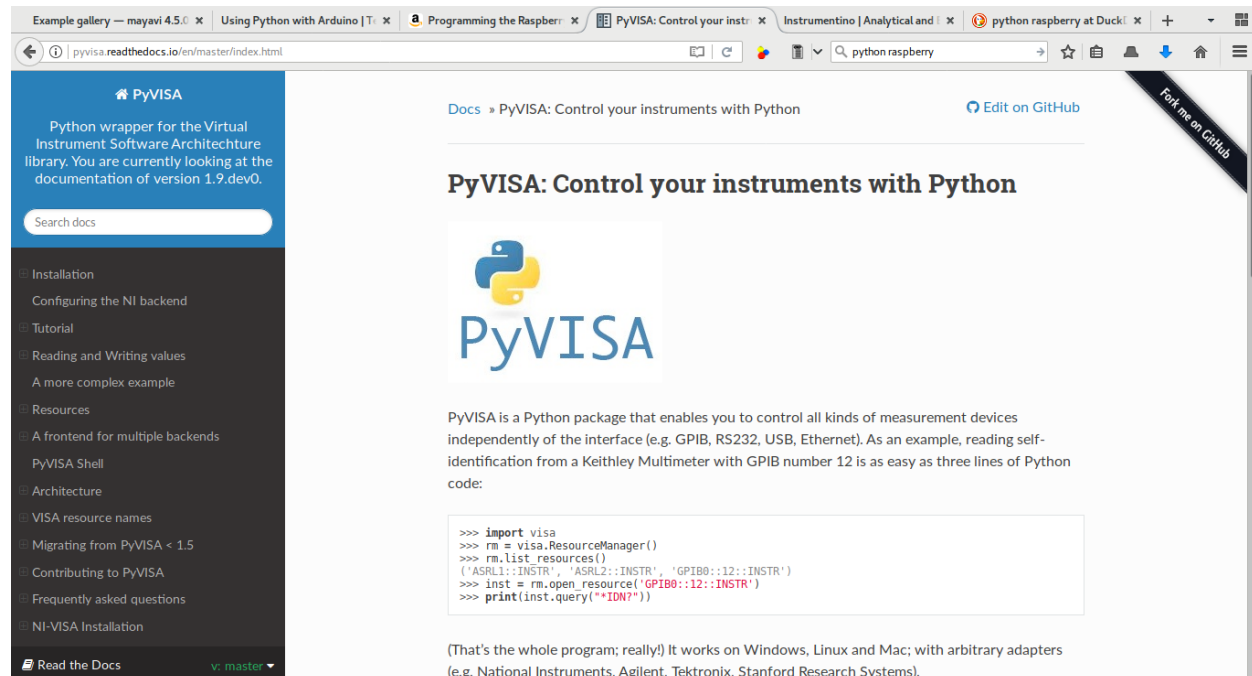 Example gallery — mayavi 4.5.0
Using Python with Arduino | T
Programming the Raspberr
PyVISA: Control your instr
Instrumentino | Analytical and
python raspberry at Duck
pyvisa.readthedocs.io/en/master/index.html
python raspberry
PyVISA
Python wrapper for the Virtual
Instrument Software Architechture
library. You are currently looking at the
documentation of version 1.9.dev0.
Search docs
Installation
Configuring the NI backend
Tutorial
Reading and Writing values
A more complex example
Resources
A frontend for multiple backends
PyVISA Shell
Architecture
VISA resource names
Migrating from PyVISA < 1.5
Contributing to PyVISA
Frequently asked questions
NI-VISA Installation
Read the Docs
v: master
Docs » PyVISA: Control your instruments with Python
Edit on GitHub
Fork me on GitHub
PyVISA: Control your instruments with Python
PyVISA
PyVISA is a Python package that enables you to control all kinds of measurement devices
independently of the interface (e.g. GPIB, RS232, USB, Ethernet). As an example, reading self-
identification from a Keithley Multimeter with GPIB number 12 is as easy as three lines of Python
code:
>>> import visa
>>> rm = visa.ResourceManager()
>>> rm.list_resources()
('ASRL1::INSTR', 'ASRL2::INSTR', 'GPIB0::12::INSTR')
>>> inst = rm.open_resource('GPIB0::12::INSTR')
>>> print(inst.query("*IDN?"))
(That's the whole program; really!) It works on Windows, Linux and Mac; with arbitrary adapters
(e.g. National Instruments, Agilent, Tektronix, Stanford Research Systems).